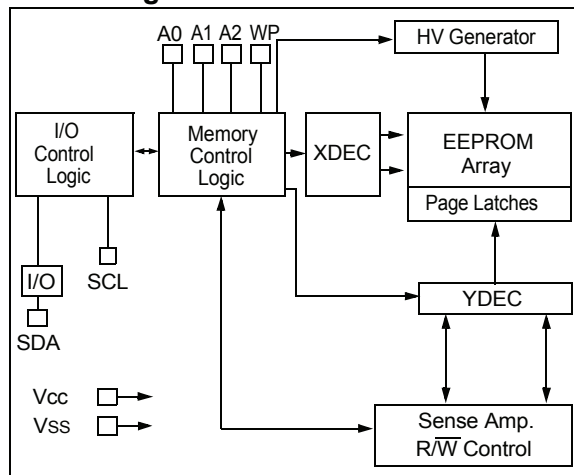 A0 A1 A2 WP
HV Generator
I/O
Control
Logic
Memory
Control
Logic
XDEC
EEPROM
Array
Page Latches
I/O
SCL
SDA
YDEC
Vcc
Vss
Sense Amp.
R/W̅ Control